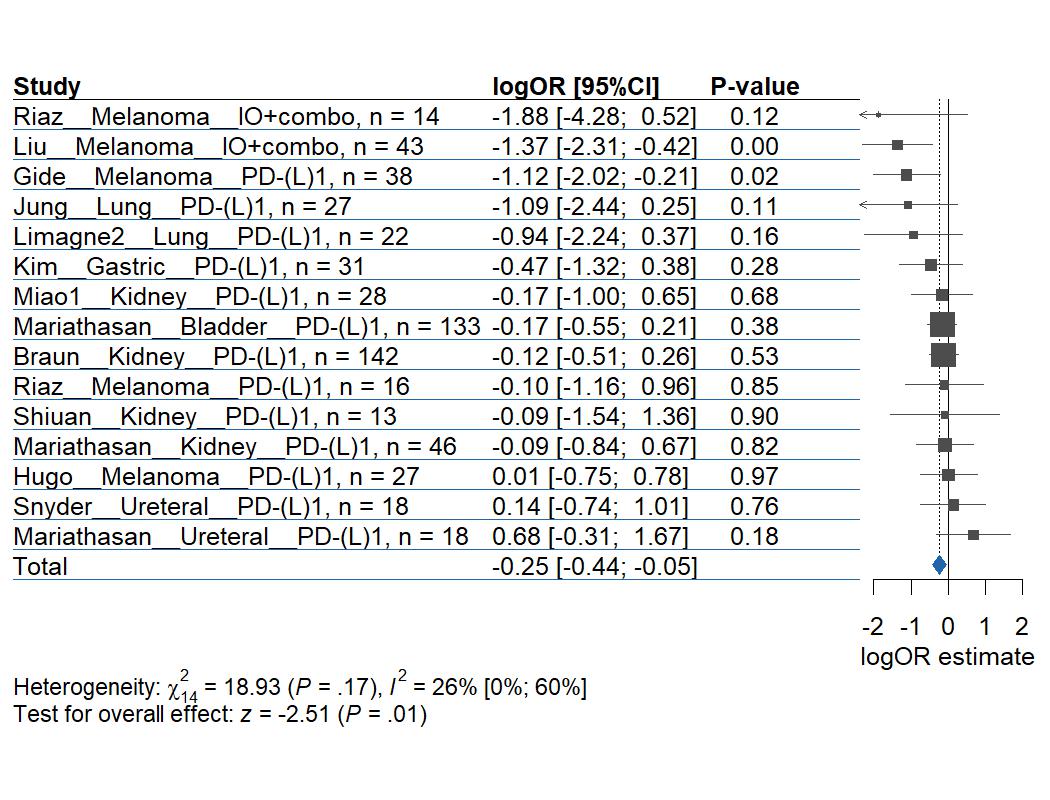 Study logOR [95%CI] P-value
Riaz__Melanoma__IO+combo, n = 14 -1.88 [-4.28; 0.52] 0.12
Liu__Melanoma__IO+combo, n = 43 -1.37 [-2.31; -0.42] 0.00
Gide__Melanoma__PD-(L)1, n = 38 -1.12 [-2.02; -0.21] 0.02
Jung__Lung__PD-(L)1, n = 27 -1.09 [-2.44; 0.25] 0.11
Limagne2__Lung__PD-(L)1, n = 22 -0.94 [-2.24; 0.37] 0.16
Kim__Gastric__PD-(L)1, n = 31 -0.47 [-1.32; 0.38] 0.28
Miao1__Kidney__PD-(L)1, n = 28 -0.17 [-1.00; 0.65] 0.68
Mariathasan__Bladder__PD-(L)1, n = 133 -0.17 [-0.55; 0.21] 0.38
Braun__Kidney__PD-(L)1, n = 142 -0.12 [-0.51; 0.26] 0.53
Riaz__Melanoma__PD-(L)1, n = 16 -0.10 [-1.16; 0.96] 0.85
Shiuan__Kidney__PD-(L)1, n = 13 -0.09 [-1.54; 1.36] 0.90
Mariathasan__Kidney__PD-(L)1, n = 46 -0.09 [-0.84; 0.67] 0.82
Hugo__Melanoma__PD-(L)1, n = 27 0.01 [-0.75; 0.78] 0.97
Snyder__Ureteral__PD-(L)1, n = 18 0.14 [-0.74; 1.01] 0.76
Mariathasan__Ureteral__PD-(L)1, n = 18 0.68 [-0.31; 1.67] 0.18
Total -0.25 [-0.44; -0.05]
-2 -1 0 1 2
logOR estimate
Heterogeneity: χ²₁₄ = 18.93 (P = .17), I² = 26% [0%; 60%]
Test for overall effect: z = -2.51 (P = .01)